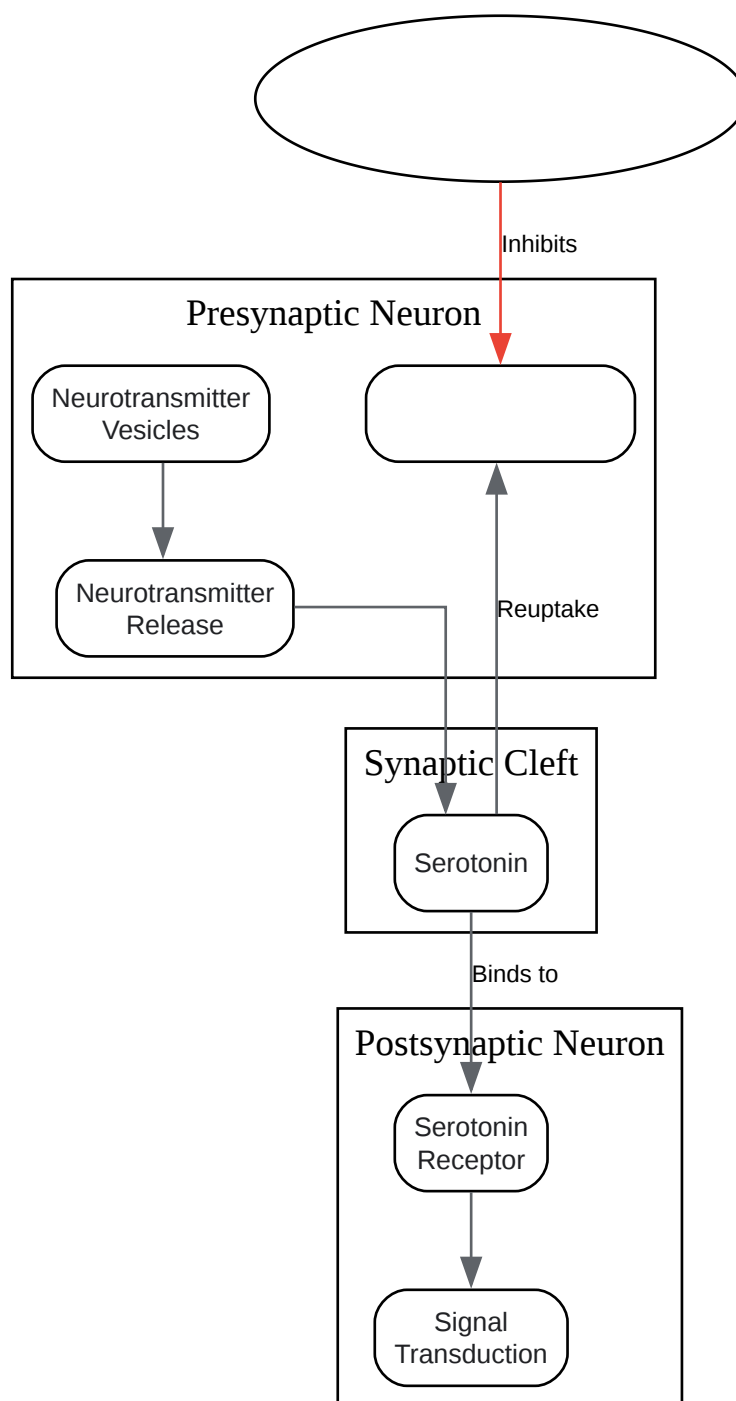 Inhibits
Presynaptic Neuron
Neurotransmitter
Vesicles
Neurotransmitter
Release
Reuptake
Synaptic Cleft
Serotonin
Binds to
Postsynaptic Neuron
Serotonin
Receptor
Signal
Transduction